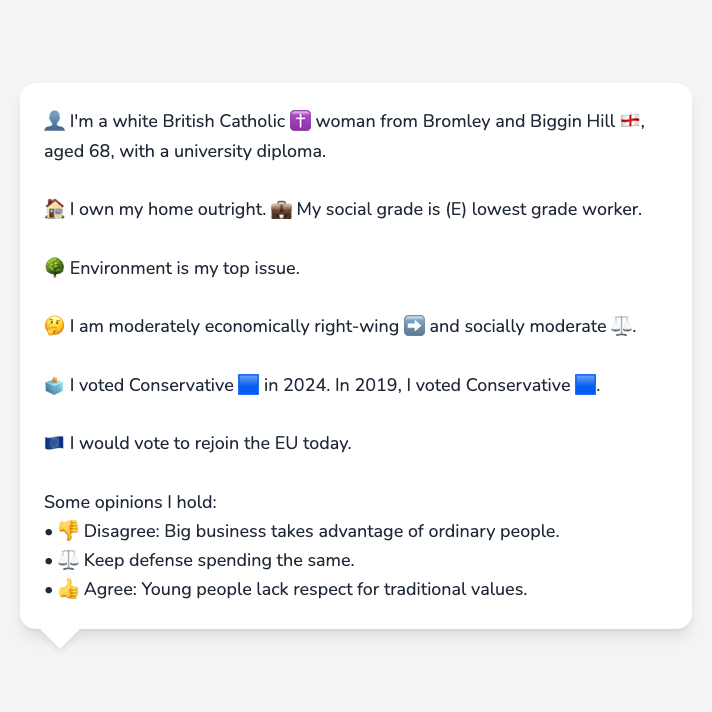 👤 I'm a white British Catholic ✝️ woman from Bromley and Biggin Hill 🏴󠁧󠁢󠁥󠁮󠁧󠁿,
aged 68, with a university diploma.
🏠 I own my home outright. 💼 My social grade is (E) lowest grade worker.
🌳 Environment is my top issue.
🤔 I am moderately economically right-wing ➡️ and socially moderate ⚖️.
🗳️ I voted Conservative 🟦 in 2024. In 2019, I voted Conservative 🟦.
🇪🇺 I would vote to rejoin the EU today.
Some opinions I hold:
• 👎 Disagree: Big business takes advantage of ordinary people.
• ⚖️ Keep defense spending the same.
• 👍 Agree: Young people lack respect for traditional values.